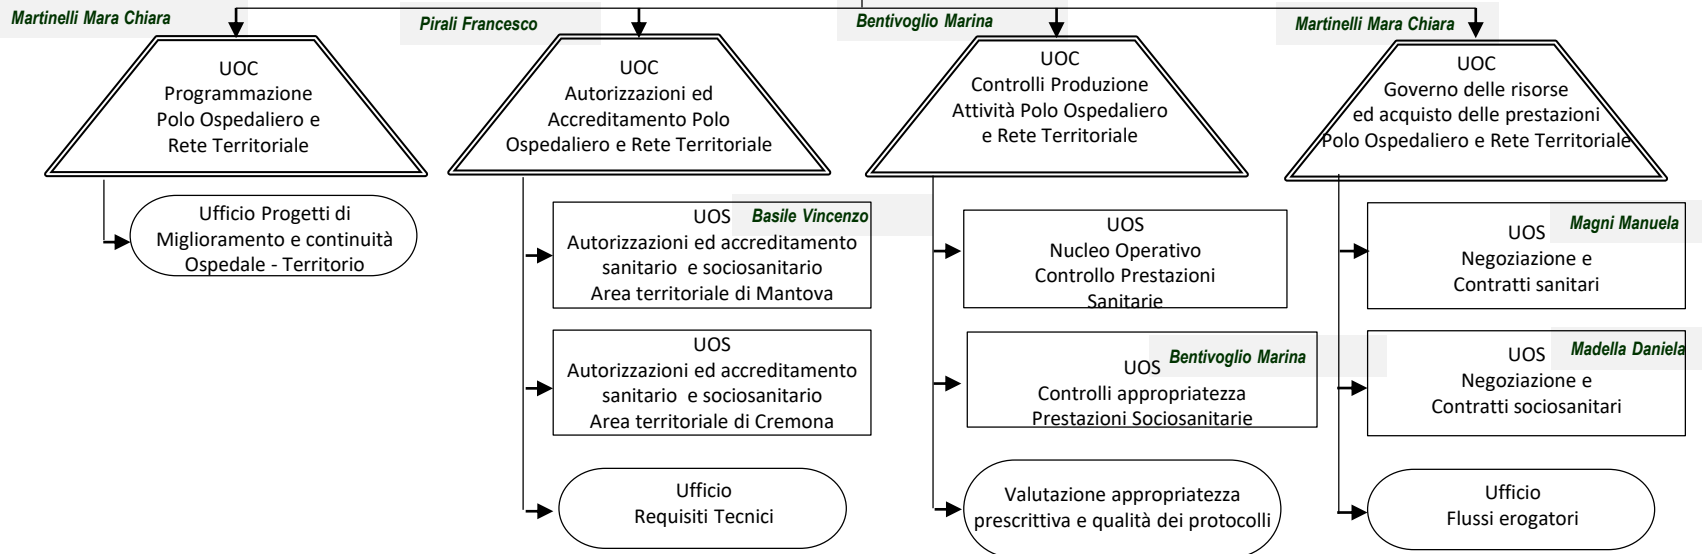 Martinelli Mara Chiara
UOC
Programmazione
Polo Ospedaliero e
Rete Territoriale
Ufficio Progetti di
Miglioramento e continuità
Ospedale - Territorio
Pirali Francesco
UOC
Autorizzazioni ed
Accreditamento Polo
Ospedaliero e Rete Territoriale
UOS
Basile Vincenzo
Autorizzazioni ed accreditamento
sanitario e sociosanitario
Area territoriale di Mantova
UOS
Autorizzazioni ed accreditamento
sanitario e sociosanitario
Area territoriale di Cremona
Ufficio
Requisiti Tecnici
Bentivoglio Marina
UOC
Controlli Produzione
Attività Polo Ospedaliero
e Rete Territoriale
UOS
Nucleo Operativo
Controllo Prestazioni
Sanitarie
Bentivoglio Marina
UOS
Controlli appropriatezza
Prestazioni Sociosanitarie
Valutazione appropriatezza
prescrittiva e qualità dei protocolli
Martinelli Mara Chiara
UOC
Governo delle risorse
ed acquisto delle prestazioni
Polo Ospedaliero e Rete Territoriale
Magni Manuela
UOS
Negoziazione e
Contratti sanitari
Madella Daniela
UOS
Negoziazione e
Contratti sociosanitari
Ufficio
Flussi erogatori